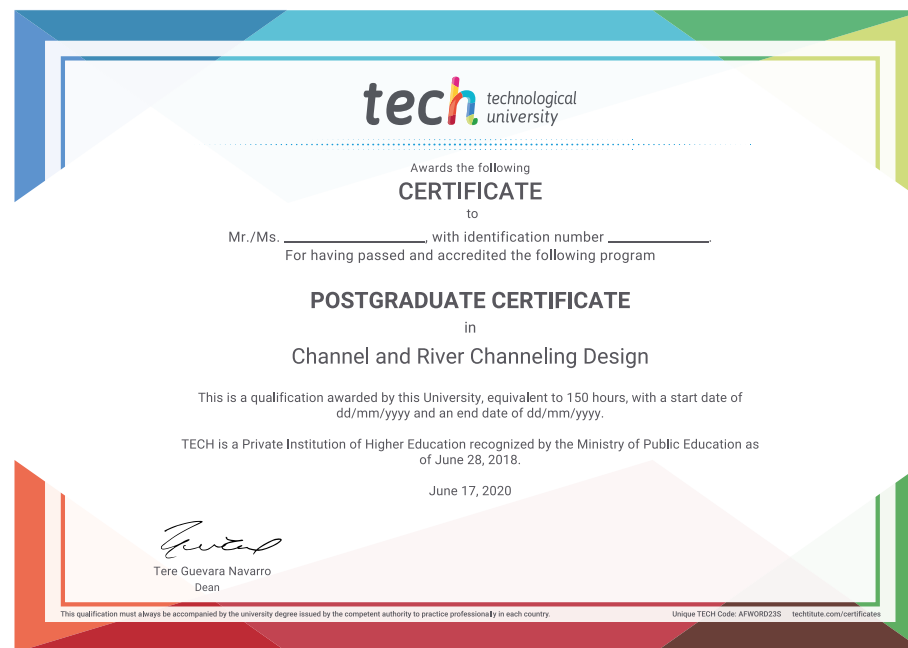 tech technological
university
Awards the following
CERTIFICATE
to
Mr./Ms. ________________, with identification number ____________.
For having passed and accredited the following program
POSTGRADUATE CERTIFICATE
in
Channel and River Channeling Design
This is a qualification awarded by this University, equivalent to 150 hours, with a start date of
dd/mm/yyyy and an end date of dd/mm/yyyy.
TECH is a Private Institution of Higher Education recognized by the Ministry of Public Education as
of June 28, 2018.
June 17, 2020
Tere Guevara Navarro
Dean
This qualification must always be accompanied by the university degree issued by the competent authority to practice professionally in each country.
Unique TECH Code: AFWORD23S techtitute.com/certificates